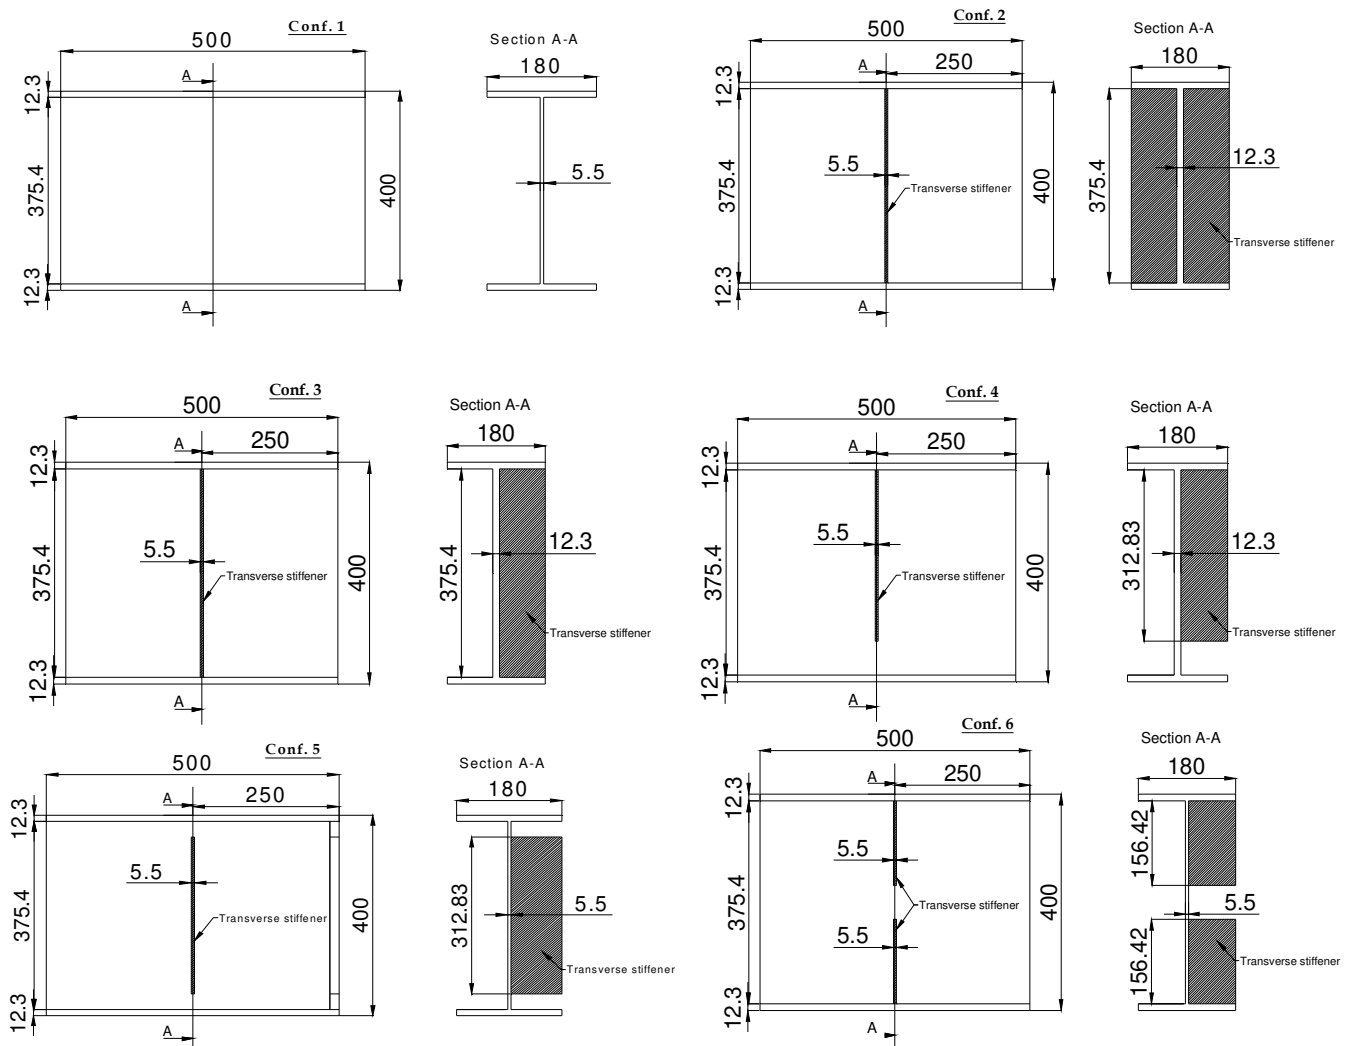 Conf. 1
500
A
12.3
375.4
12.3
400
A
Section A-A
180
5.5
Conf. 2
500
A
250
12.3
375.4
12.3
5.5
Transverse stiffener
400
A
Section A-A
180
375.4
12.3
Transverse stiffener
Conf. 3
500
A
250
12.3
375.4
12.3
5.5
Transverse stiffener
400
A
Section A-A
180
375.4
12.3
Transverse stiffener
Conf. 4
500
A
250
12.3
375.4
12.3
5.5
Transverse stiffener
400
A
Section A-A
180
312.83
12.3
Transverse stiffener
Conf. 5
500
A
250
12.3
375.4
12.3
5.5
Transverse stiffener
400
A
Section A-A
180
312.83
5.5
Transverse stiffener
Conf. 6
500
A
250
12.3
375.4
12.3
5.5
Transverse stiffener
5.5
400
A
Section A-A
180
156.42
5.5
156.42
Transverse stiffener